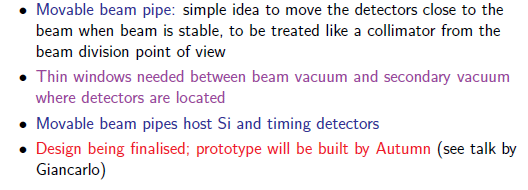 • Movable beam pipe: simple idea to move the detectors close to the
beam when beam is stable, to be treated like a collimator from the
beam division point of view
• Thin windows needed between beam vacuum and secondary vacuum
where detectors are located
• Movable beam pipes host Si and timing detectors
• Design being finalised; prototype will be built by Autumn (see talk by
Giancarlo)